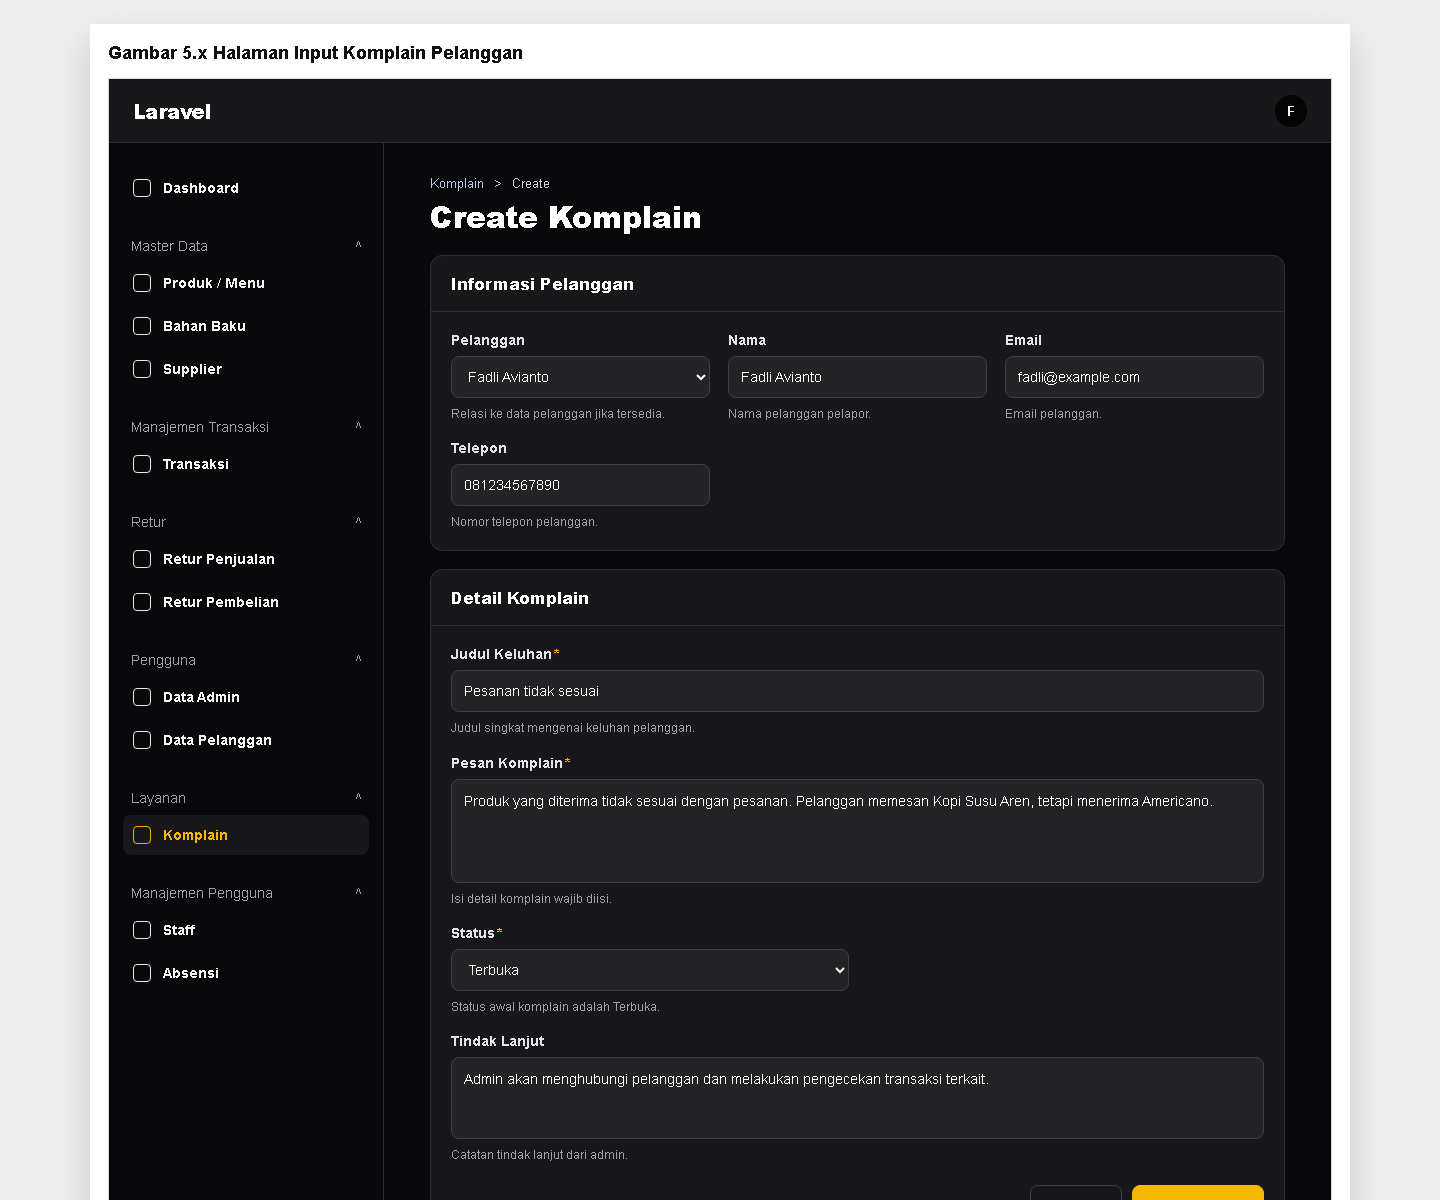 Gambar 5.x Halaman Input Komplain Pelanggan
Laravel
F
Dashboard
Master Data ^
Produk / Menu
Bahan Baku
Supplier
Manajemen Transaksi ^
Transaksi
Retur ^
Retur Penjualan
Retur Pembelian
Pengguna ^
Data Admin
Data Pelanggan
Layanan ^
Komplain
Manajemen Pengguna ^
Staff
Absensi
Komplain > Create
Create Komplain
Informasi Pelanggan
Pelanggan
Fadli Avianto
Relasi ke data pelanggan jika tersedia.
Nama
Fadli Avianto
Nama pelanggan pelapor.
Email
fadli@example.com
Email pelanggan.
Telepon
081234567890
Nomor telepon pelanggan.
Detail Komplain
Judul Keluhan*
Pesanan tidak sesuai
Judul singkat mengenai keluhan pelanggan.
Pesan Komplain*
Produk yang diterima tidak sesuai dengan pesanan. Pelanggan memesan Kopi Susu Aren, tetapi menerima Americano.
Isi detail komplain wajib diisi.
Status*
Terbuka
Status awal komplain adalah Terbuka.
Tindak Lanjut
Admin akan menghubungi pelanggan dan melakukan pengecekan transaksi terkait.
Catatan tindak lanjut dari admin.